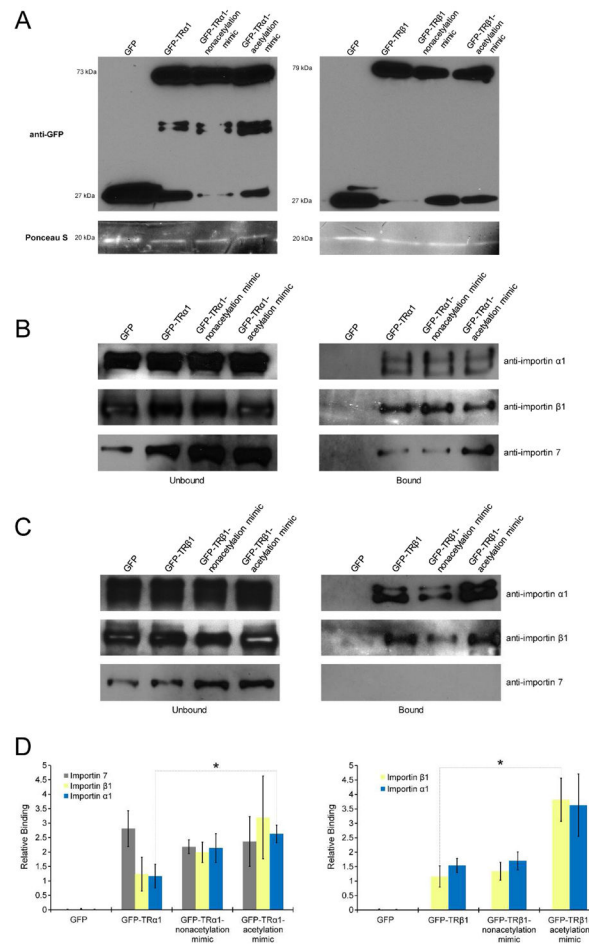 A
GFP
GFP-TRα1
GFP-TRα1-
nonacetylation
mimic
GFP-TRα1-
acetylation
mimic
GFP
GFP-TRβ1
GFP-TRβ1
nonacetylation
mimic
GFP-TRβ1-
acetylation
mimic
73 kDa
79 kDa
anti-GFP
27 kDa
27 kDa
Ponceau S
20 kDa
20 kDa
B
GFP
GFP-TRα1
GFP-TRα1-
nonacetylation mimic
GFP-TRα1-
acetylation mimic
GFP
GFP-TRα1
GFP-TRα1-
nonacetylation mimic
GFP-TRα1-
acetylation mimic
anti-importin α1
anti-importin β1
anti-importin 7
Unbound
Bound
C
GFP
GFP-TRβ1
GFP-TRβ1-
nonacetylation mimic
GFP-TRβ1-
acetylation mimic
GFP
GFP-TRβ1
GFP-TRβ1-
nonacetylation mimic
GFP-TRβ1-
acetylation mimic
anti-importin α1
anti-importin β1
anti-importin 7
Unbound
Bound
D
Relative Binding
5
4.5
4
3.5
3
2.5
2
1.5
1
0.5
0
Importin 7
Importin β1
Importin α1
*
GFP
GFP-TRα1
GFP-TRα1-
nonacetylation
mimic
GFP-TRα1-
acetylation
mimic
Relative Binding
5
4.5
4
3.5
3
2.5
2
1.5
1
0.5
0
Importin β1
Importin α1
*
GFP
GFP-TRβ1
GFP-TRβ1-
nonacetylation
mimic
GFP-TRβ1-
acetylation
mimic